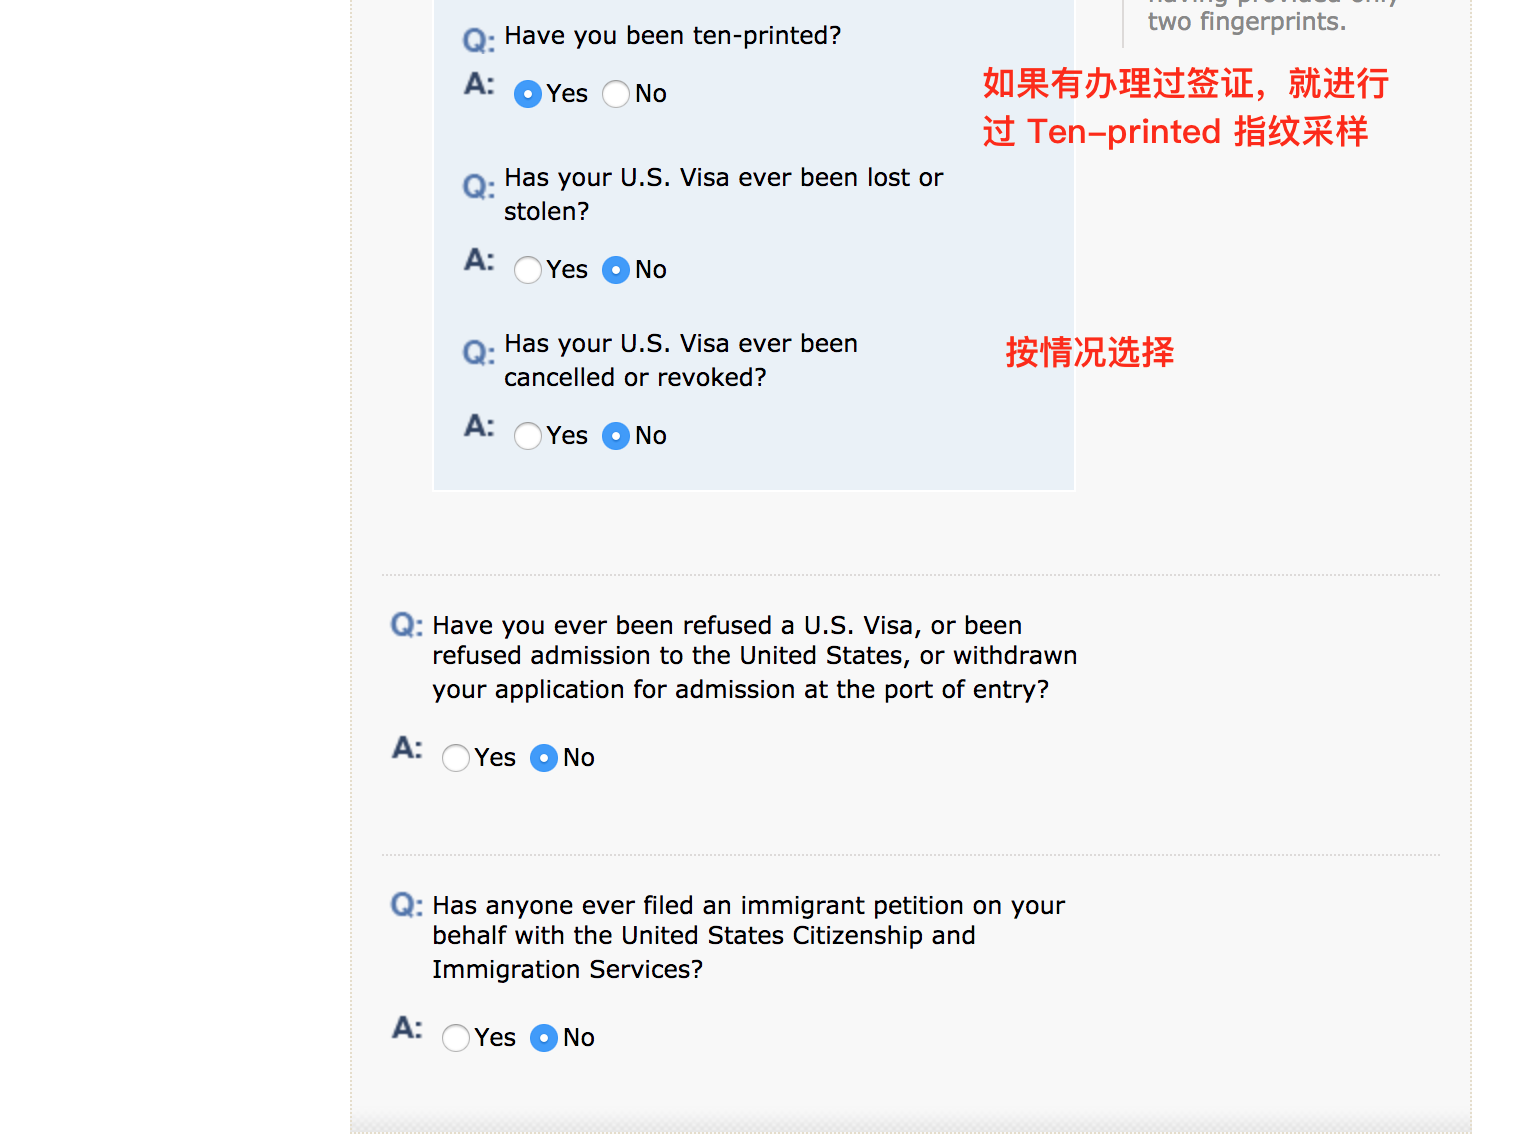 having provided only
two fingerprints.
Q: Have you been ten-printed?
A: Yes No
如果有办理过签证，就进行
过 Ten-printed 指纹采样
Q: Has your U.S. Visa ever been lost or
stolen?
A: Yes No
Q: Has your U.S. Visa ever been
cancelled or revoked?
按情况选择
A: Yes No
Q: Have you ever been refused a U.S. Visa, or been
refused admission to the United States, or withdrawn
your application for admission at the port of entry?
A: Yes No
Q: Has anyone ever filed an immigrant petition on your
behalf with the United States Citizenship and
Immigration Services?
A: Yes No